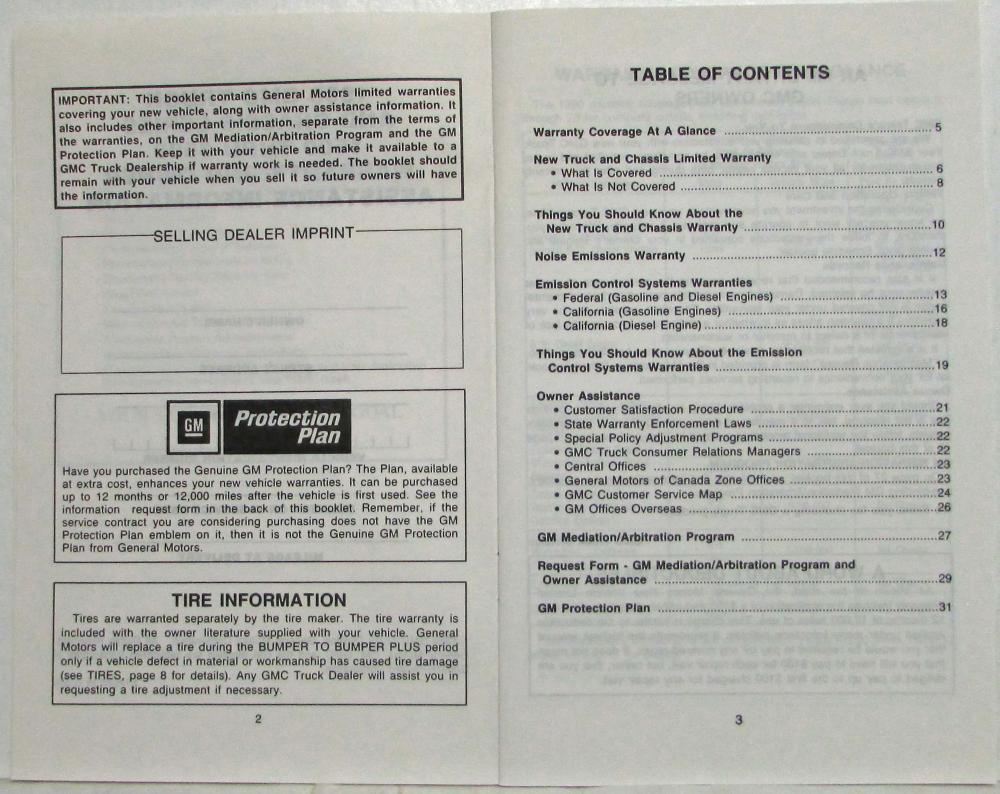 IMPORTANT: This booklet contains General Motors limited warranties
covering your new vehicle, along with owner assistance information. It
also includes other important information, separate from the terms of
the warranties, on the GM Mediation/Arbitration Program and the GM
Protection Plan. Keep it with your vehicle and make it available to a
GMC Truck Dealership if warranty work is needed. The booklet should
remain with your vehicle when you sell it so future owners will have
the information.
SELLING DEALER IMPRINT
GM
Protection
Plan
Have you purchased the Genuine GM Protection Plan? The Plan, available
at extra cost, enhances your new vehicle warranties. It can be purchased
up to 12 months or 12,000 miles after the vehicle is first used. See the
information request form in the back of this booklet. Remember, if the
service contract you are considering purchasing does not have the GM
Protection Plan emblem on it, then it is not the Genuine GM Protection
Plan from General Motors.
TIRE INFORMATION
Tires are warranted separately by the tire maker. The tire warranty is
included with the owner literature supplied with your vehicle. General
Motors will replace a tire during the BUMPER TO BUMPER PLUS period
only if a vehicle defect in material or workmanship has caused tire damage
(see TIRES, page 8 for details). Any GMC Truck Dealer will assist you in
requesting a tire adjustment if necessary.
2
TABLE OF CONTENTS
Warranty Coverage At A Glance ........ 5
New Truck and Chassis Limited Warranty
• What Is Covered ........ 6
• What Is Not Covered ........ 8
Things You Should Know About the
New Truck and Chassis Warranty ........ 10
Noise Emissions Warranty ........ 12
Emission Control Systems Warranties
• Federal (Gasoline and Diesel Engines) ........ 13
• California (Gasoline Engines) ........ 16
• California (Diesel Engine) ........ 18
Things You Should Know About the Emission
Control Systems Warranties ........ 19
Owner Assistance
• Customer Satisfaction Procedure ........ 21
• State Warranty Enforcement Laws ........ 22
• Special Policy Adjustment Programs ........ 22
• GMC Truck Consumer Relations Managers ........ 22
• Central Offices ........ 23
• General Motors of Canada Zone Offices ........ 23
• GMC Customer Service Map ........ 24
• GM Offices Overseas ........ 26
GM Mediation/Arbitration Program ........ 27
Request Form - GM Mediation/Arbitration Program and
Owner Assistance ........ 29
GM Protection Plan ........ 31
3